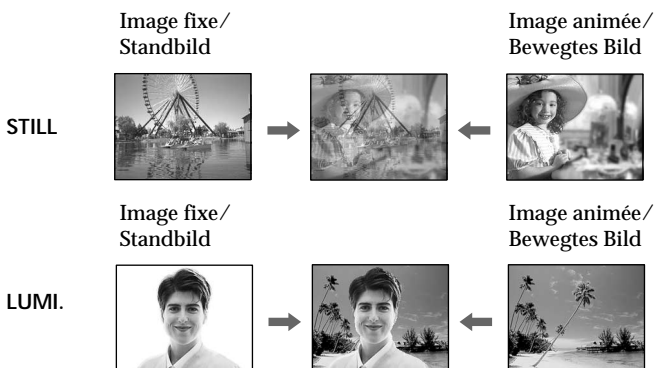 Image fixe/
Standbild
Image animée/
Bewegtes Bild
STILL
Image fixe/
Standbild
Image animée/
Bewegtes Bild
LUMI.